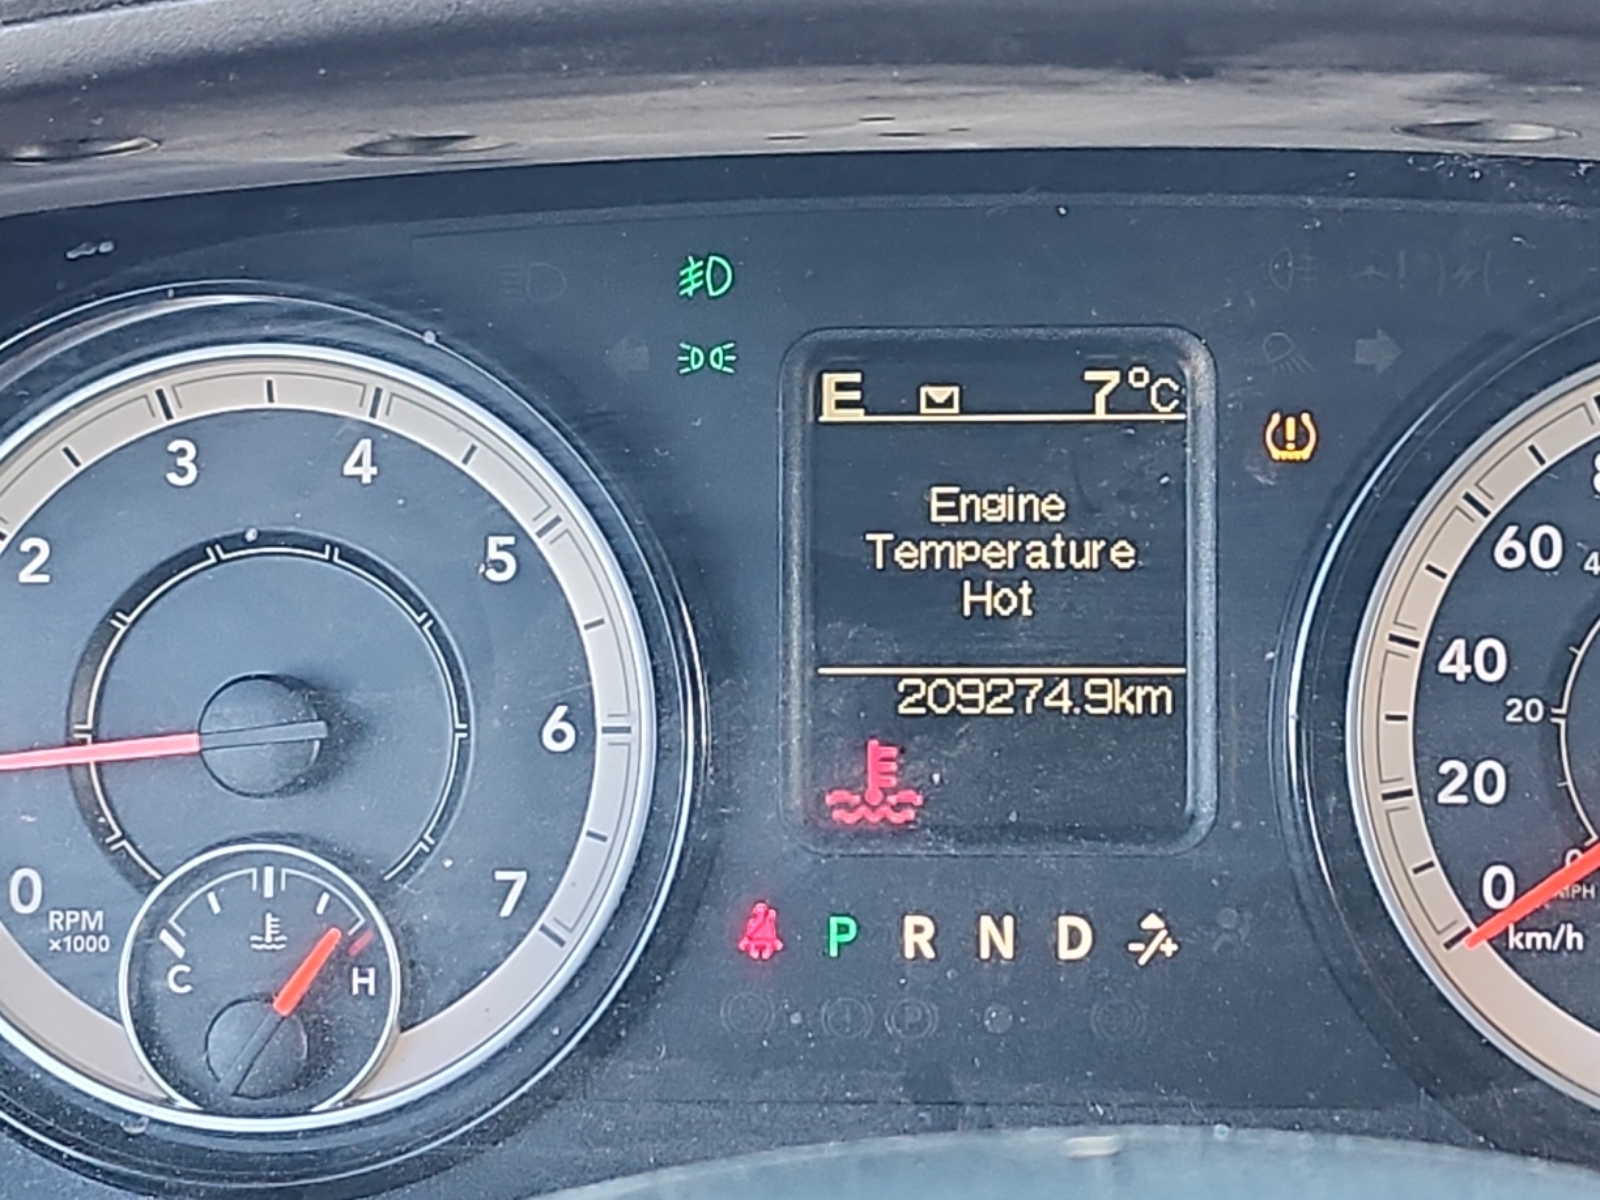 2
3
4
5
6
7
0
RPM
x1000
C
H
E 7°C
Engine
Temperature
Hot
209274.9km
P R N D -/+
60
40
20
20
0
0
km/h